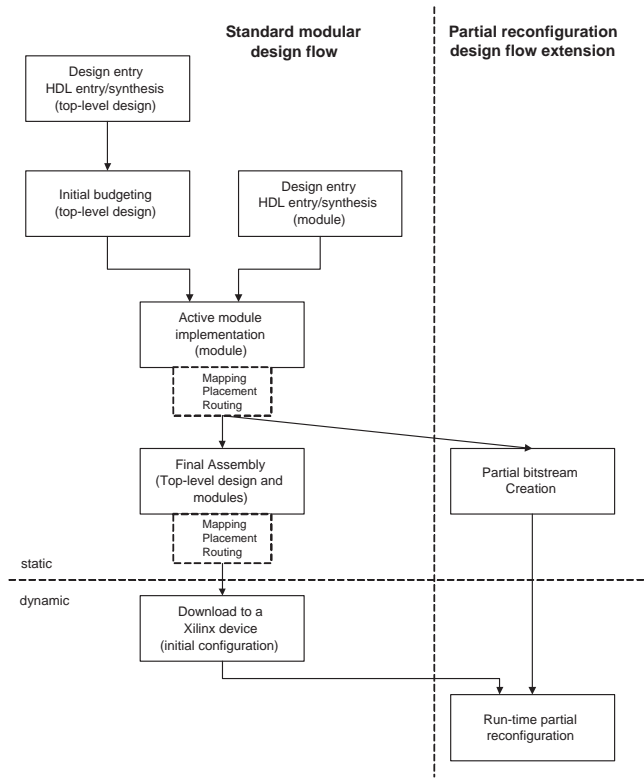 Standard modular
design flow
Partial reconfiguration
design flow extension
Design entry
HDL entry/synthesis
(top-level design)
Initial budgeting
(top-level design)
Design entry
HDL entry/synthesis
(module)
Active module
implementation
(module)
Mapping
Placement
Routing
Final Assembly
(Top-level design and
modules)
Partial bitstream
Creation
Mapping
Placement
Routing
static
dynamic
Download to a
Xilinx device
(initial configuration)
Run-time partial
reconfiguration